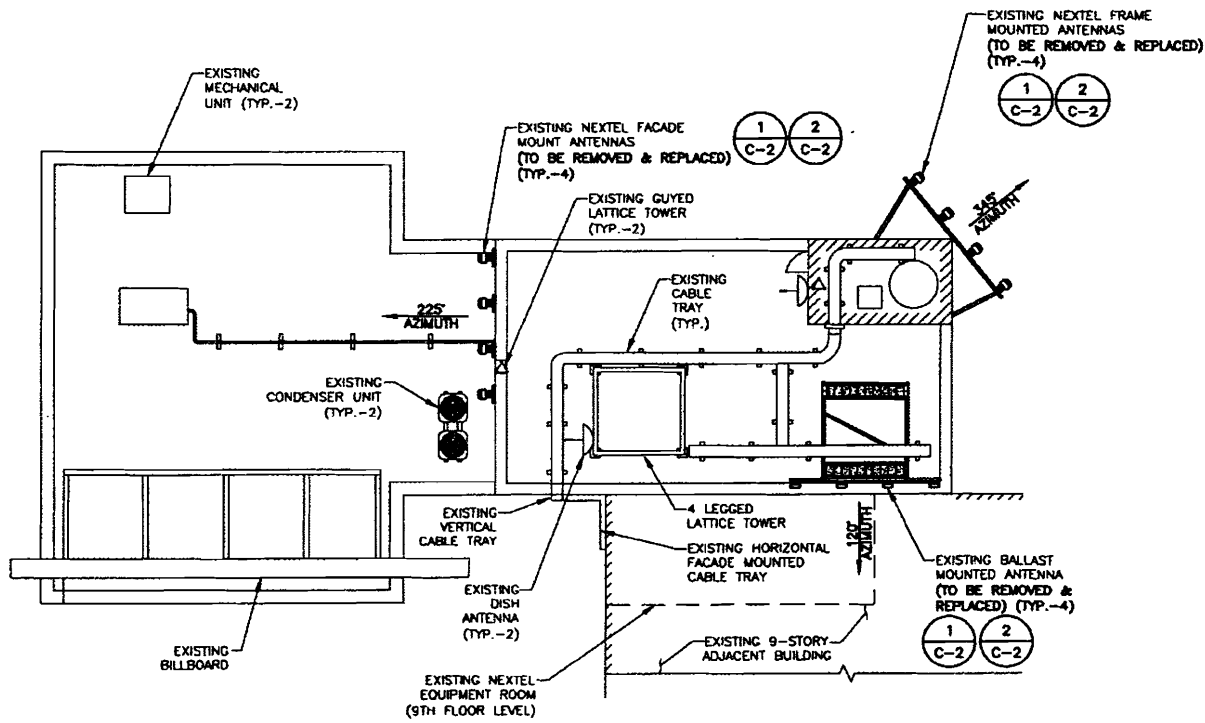 EXISTING NEXTEL FRAME
MOUNTED ANTENNAS
(TO BE REMOVED & REPLACED)
(TYP.-4)
1
C-2
2
C-2
EXISTING
MECHANICAL
UNIT (TYP.-2)
EXISTING NEXTEL FACADE
MOUNT ANTENNAS
(TO BE REMOVED & REPLACED)
(TYP.-4)
1
C-2
2
C-2
EXISTING GUYED
LATTICE TOWER
(TYP.-2)
345°
AZIMUTH
EXISTING
CABLE
TRAY
(TYP.)
225°
AZIMUTH
EXISTING
CONDENSER UNIT
(TYP.-2)
EXISTING
VERTICAL
CABLE TRAY
4 LEGGED
LATTICE TOWER
120°
AZIMUTH
EXISTING HORIZONTAL
FACADE MOUNTED
CABLE TRAY
EXISTING BALLAST
MOUNTED ANTENNA
(TO BE REMOVED &
REPLACED) (TYP.-4)
1
C-2
2
C-2
EXISTING
DISH
ANTENNA
(TYP.-2)
EXISTING
BILLBOARD
EXISTING 9-STORY
ADJACENT BUILDING
EXISTING NEXTEL
EQUIPMENT ROOM
(9TH FLOOR LEVEL)